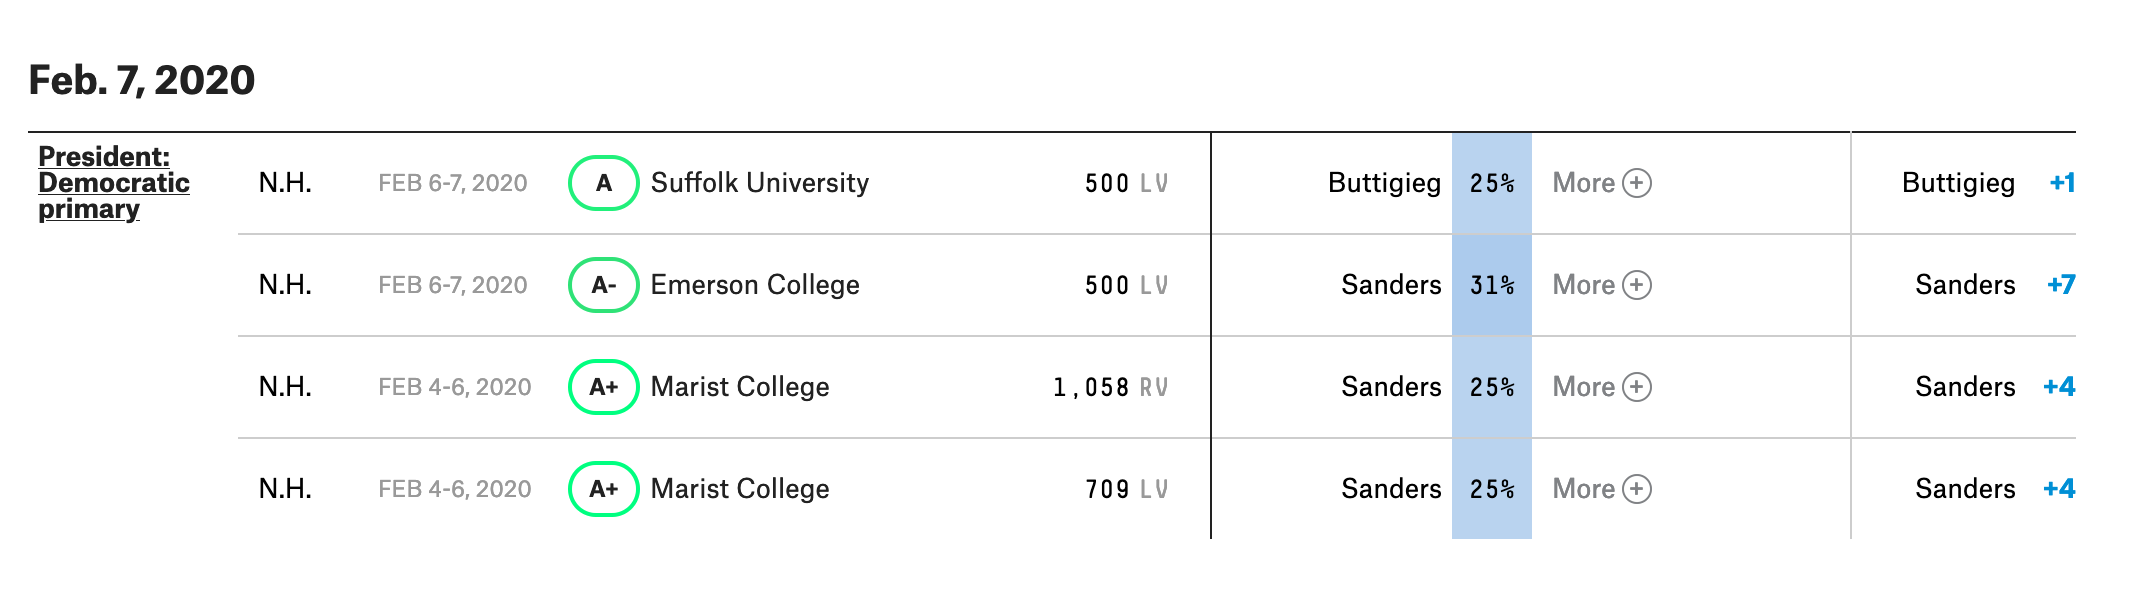 Feb. 7, 2020
President:
Democratic
primary
N.H. FEB 6-7, 2020 A Suffolk University 500 LV Buttigieg 25% More + Buttigieg +1
N.H. FEB 6-7, 2020 A- Emerson College 500 LV Sanders 31% More + Sanders +7
N.H. FEB 4-6, 2020 A+ Marist College 1,058 RV Sanders 25% More + Sanders +4
N.H. FEB 4-6, 2020 A+ Marist College 709 LV Sanders 25% More + Sanders +4